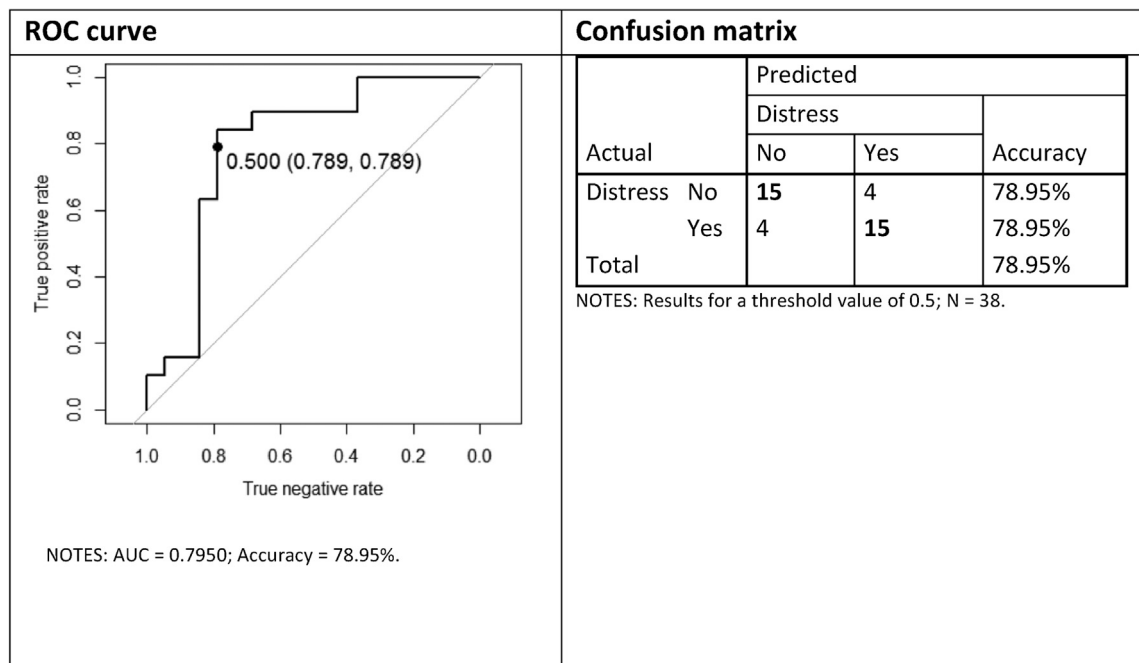 ROC curve
1.0
0.8
0.6
0.4
0.2
0.0
True positive rate
0.500 (0.789, 0.789)
1.0 0.8 0.6 0.4 0.2 0.0
True negative rate
NOTES: AUC = 0.7950; Accuracy = 78.95%.
Confusion matrix
Predicted
Distress
Actual No Yes Accuracy
Distress No 15 4 78.95%
Yes 4 15 78.95%
Total 78.95%
NOTES: Results for a threshold value of 0.5; N = 38.